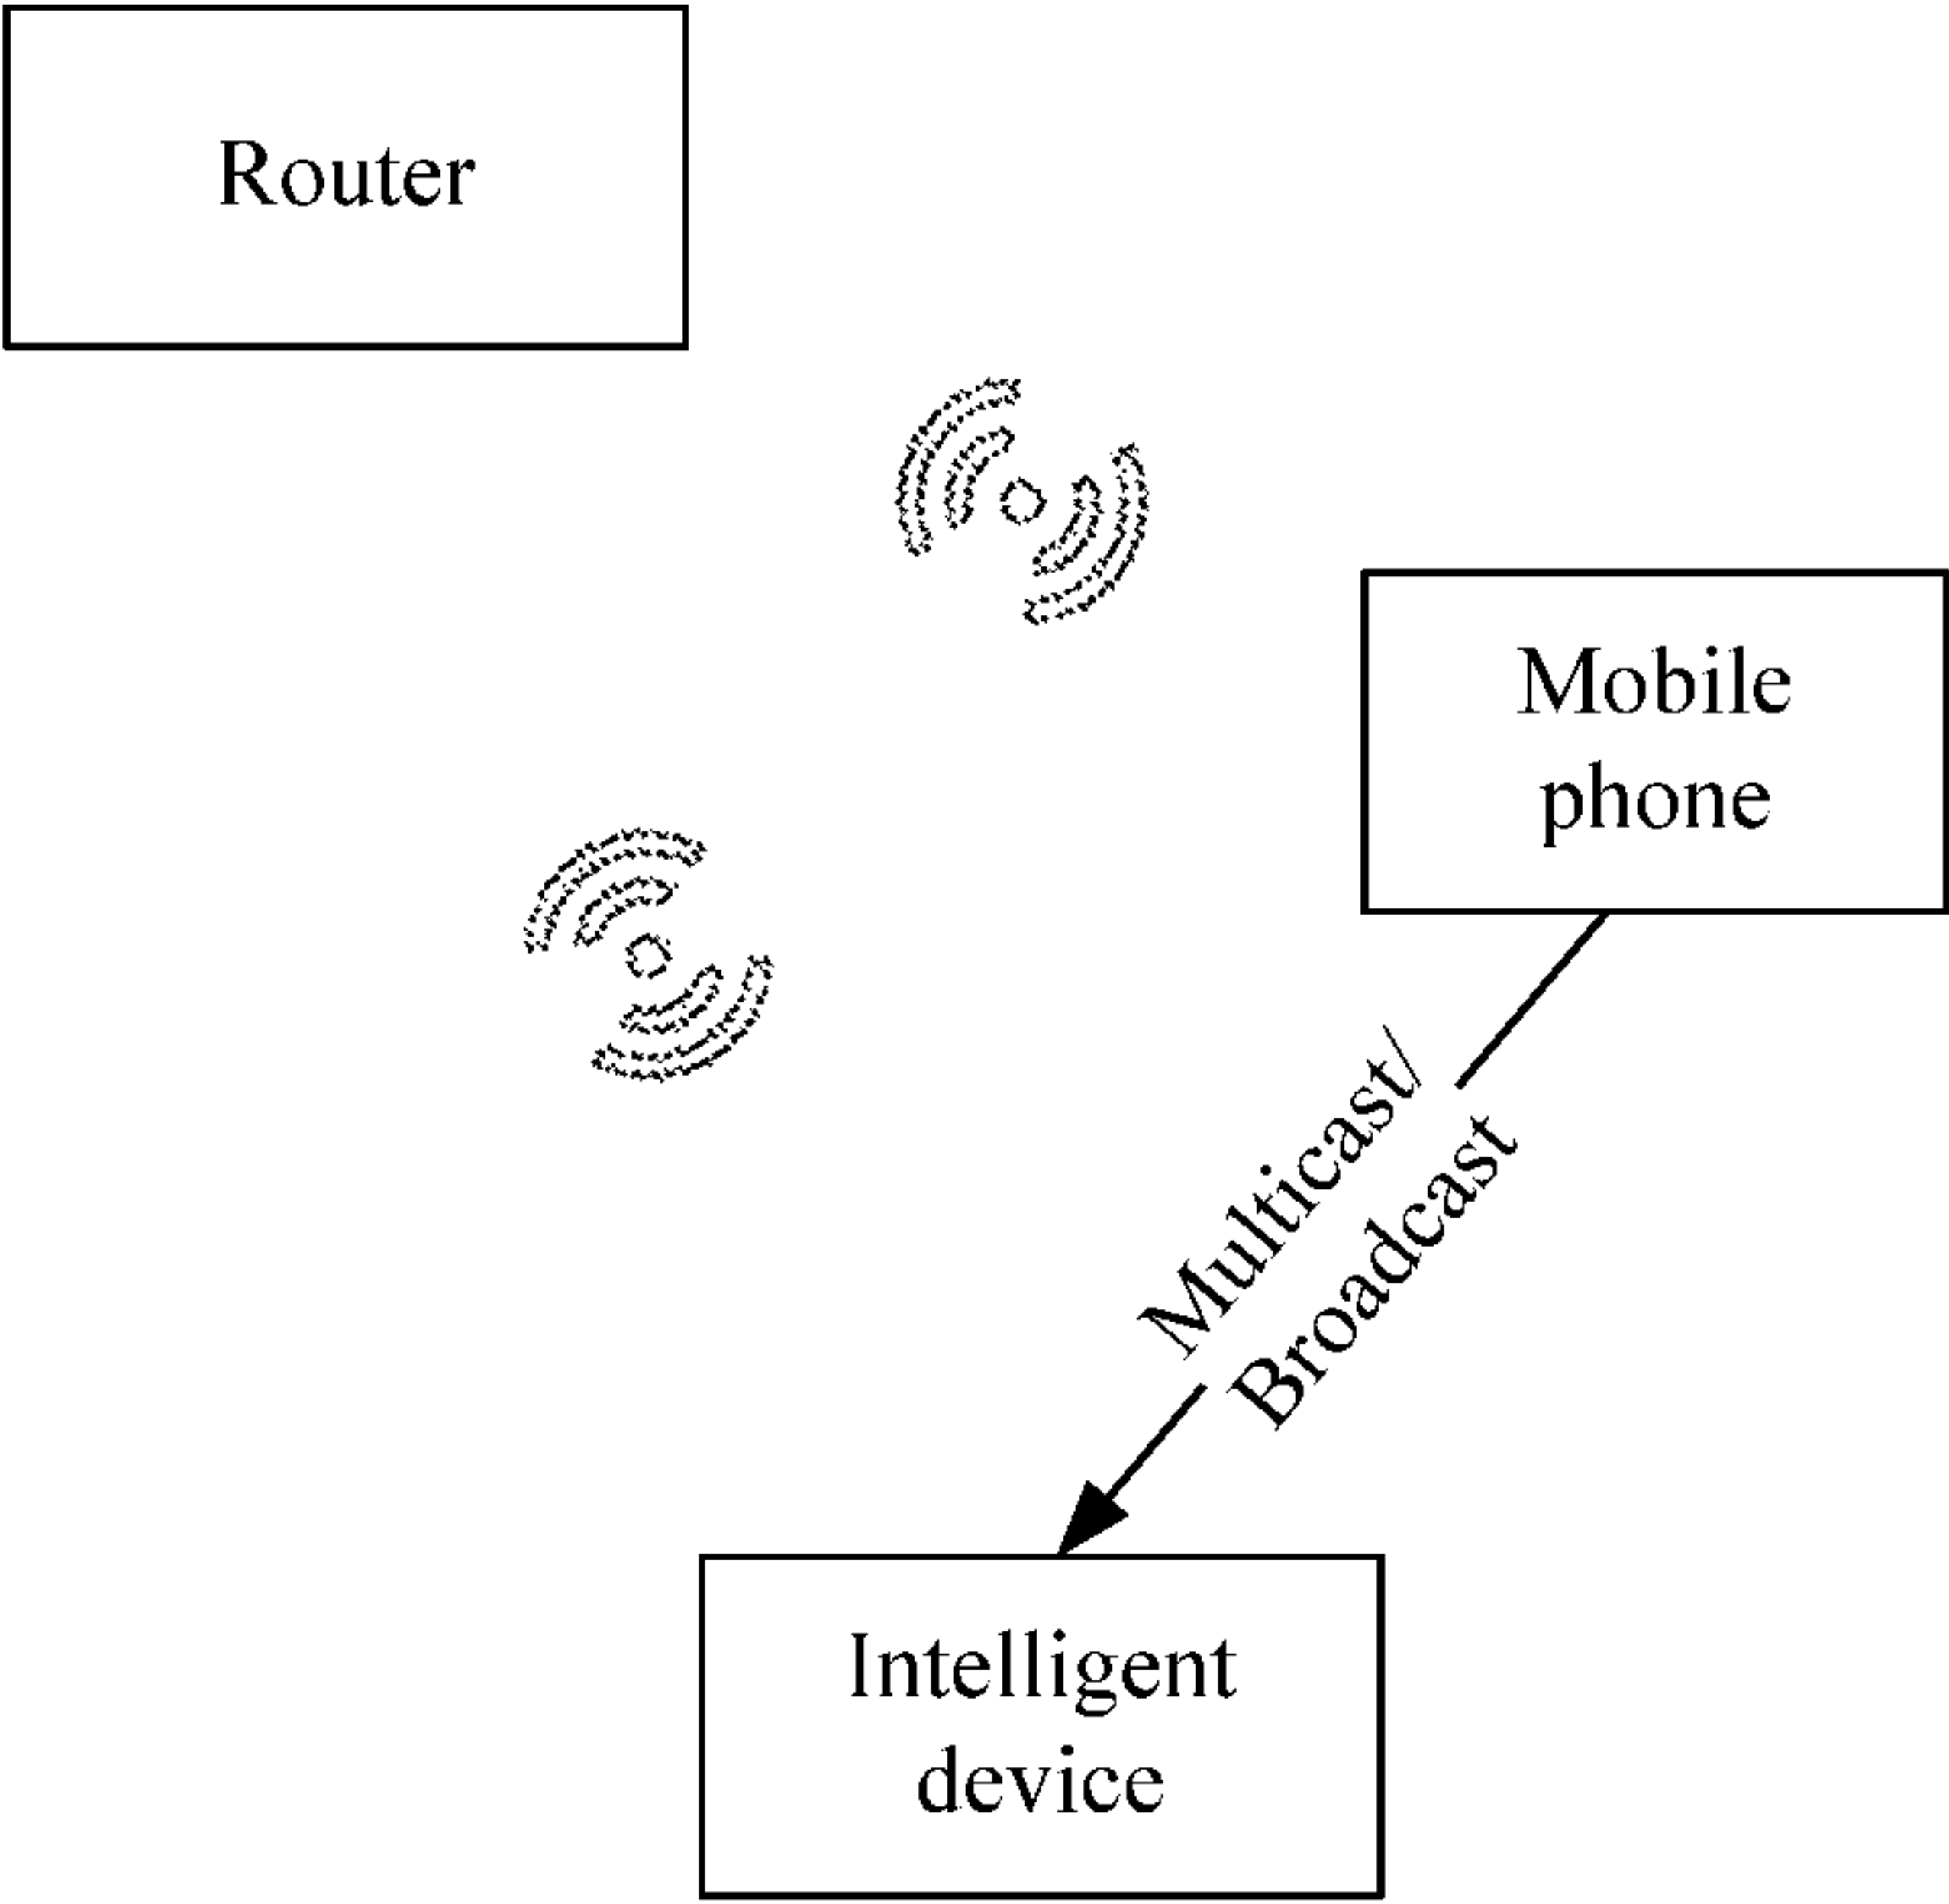 Router
Mobile
phone
Multicast/
Broadcast
Intelligent
device